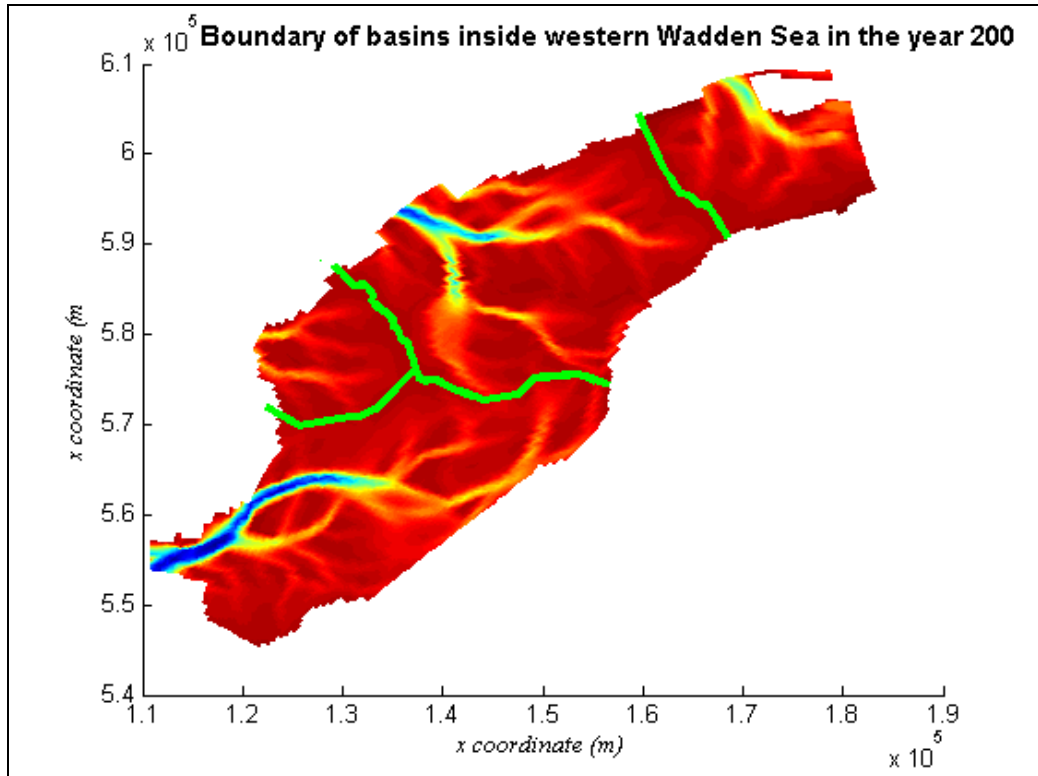 x 10^5 Boundary of basins inside western Wadden Sea in the year 200
6.1
6
5.9
5.8
5.7
5.6
5.5
5.4
x coordinate (m
1.1 1.2 1.3 1.4 1.5 1.6 1.7 1.8 1.9
x coordinate (m)
x 10^5